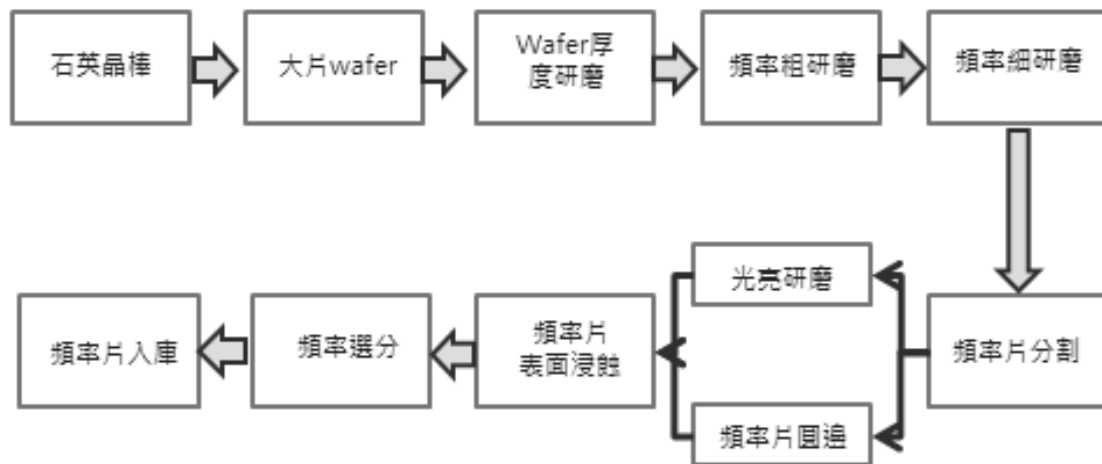 石英晶棒
大片wafer
Wafer厚
度研磨
頻率粗研磨
頻率細研磨
光亮研磨
頻率片入庫
頻率選分
頻率片
表面浸蝕
頻率片分割
頻率片圓邊